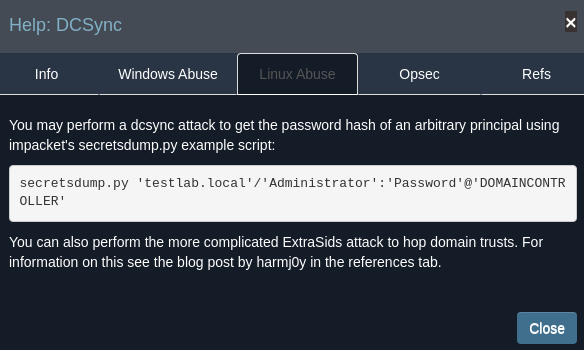 Help: DCSync
×
Info
Windows Abuse
Linux Abuse
Opsec
Refs
You may perform a dcsync attack to get the password hash of an arbitrary principal using
impacket's secretsdump.py example script:
secretsdump.py 'testlab.local'/'Administrator':'Password'@'DOMAINCONTR
OLLER'
You can also perform the more complicated ExtraSids attack to hop domain trusts. For
information on this see the blog post by harmj0y in the references tab.
Close